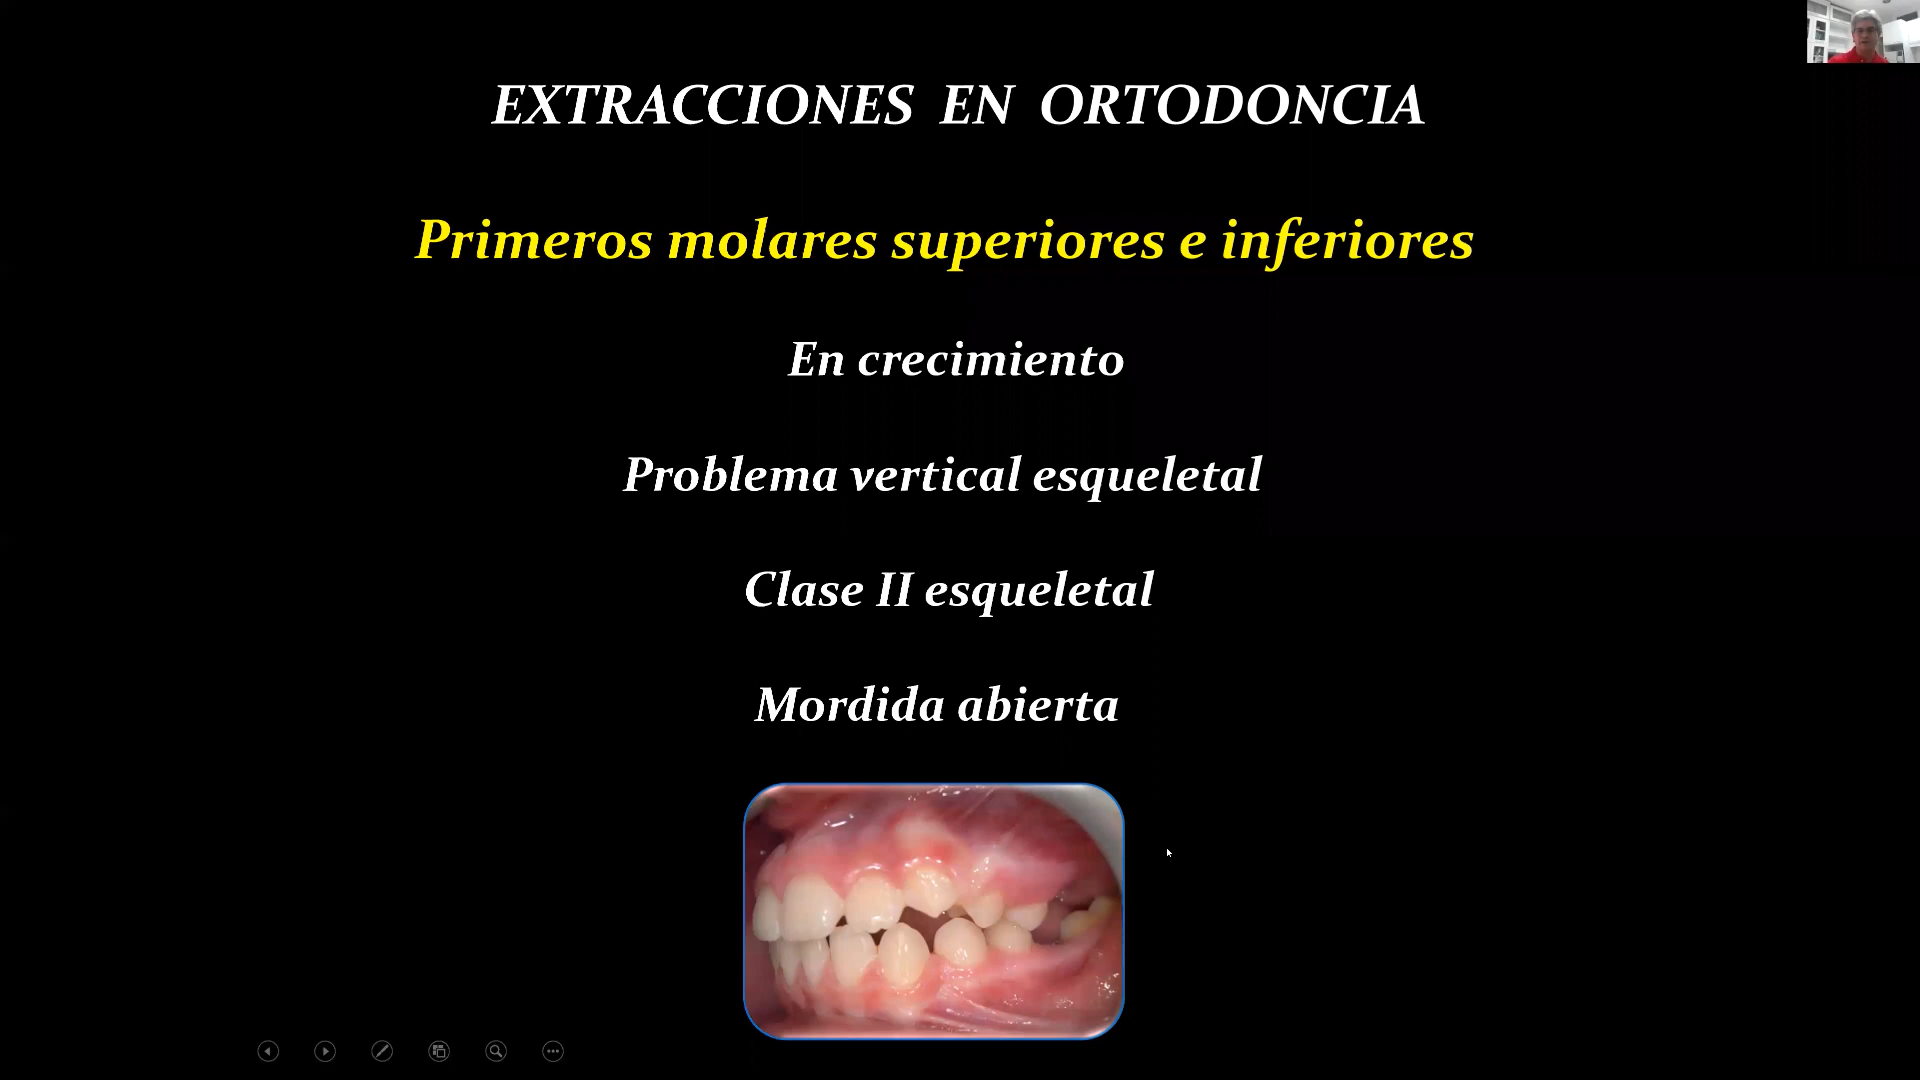 EXTRACCIONES EN ORTODONCIA
Primeros molares superiores e inferiores
En crecimiento
Problema vertical esqueletal
Clase II esqueletal
Mordida abierta